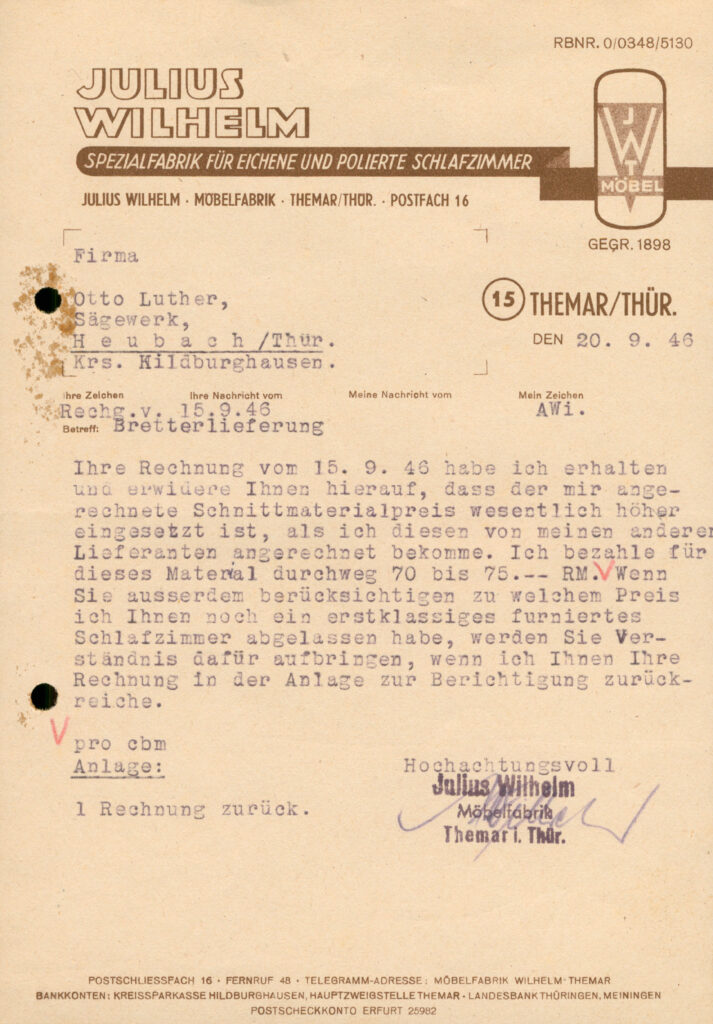 RBNR. 0/0348/5130
JULIUS
WILHELM
SPEZIALFABRIK FÜR EICHENE UND POLIERTE SCHLAFZIMMER
JULIUS WILHELM · MÖBELFABRIK · THEMAR/THÜR. · POSTFACH 16
JWT
MÖBEL
GEGR. 1898
Firma
Otto Luther,
Sägewerk,
H e u b a c h /Thür.
Krs. Hildburghausen.
15 THEMAR/THÜR.
DEN 20. 9. 46
Ihre Zeichen Ihre Nachricht vom Meine Nachricht vom Mein Zeichen
Rechg.v. 15.9.46 AWi.
Betreff: Bretterlieferung
Ihre Rechnung vom 15. 9. 46 habe ich erhalten
und erwidere Ihnen hierauf, dass der mir ange-
rechnete Schnittmaterialpreis wesentlich höher
eingesetzt ist, als ich diesen von meinen anderen
Lieferanten angerechnet bekomme. Ich bezahle für
dieses Material durchweg 70 bis 75.-- RM. V Wenn
Sie ausserdem berücksichtigen zu welchem Preis
ich Ihnen noch ein erstklassiges furniertes
Schlafzimmer abgelassen habe, werden Sie Ver-
ständnis dafür aufbringen, wenn ich Ihnen Ihre
Rechnung in der Anlage zur Berichtigung zurück-
reiche.
V pro cbm
Anlage: Hochachtungsvoll
Julius Wilhelm
1 Rechnung zurück. Möbelfabrik
Themar i. Thür.
POSTSCHLIESSFACH 16 · FERNRUF 48 · TELEGRAMM-ADRESSE: MÖBELFABRIK WILHELM-THEMAR
BANKKONTEN: KREISSPARKASSE HILDBURGHAUSEN, HAUPTZWEIGSTELLE THEMAR · LANDESBANK THÜRINGEN, MEININGEN
POSTSCHECKKONTO ERFURT 25982